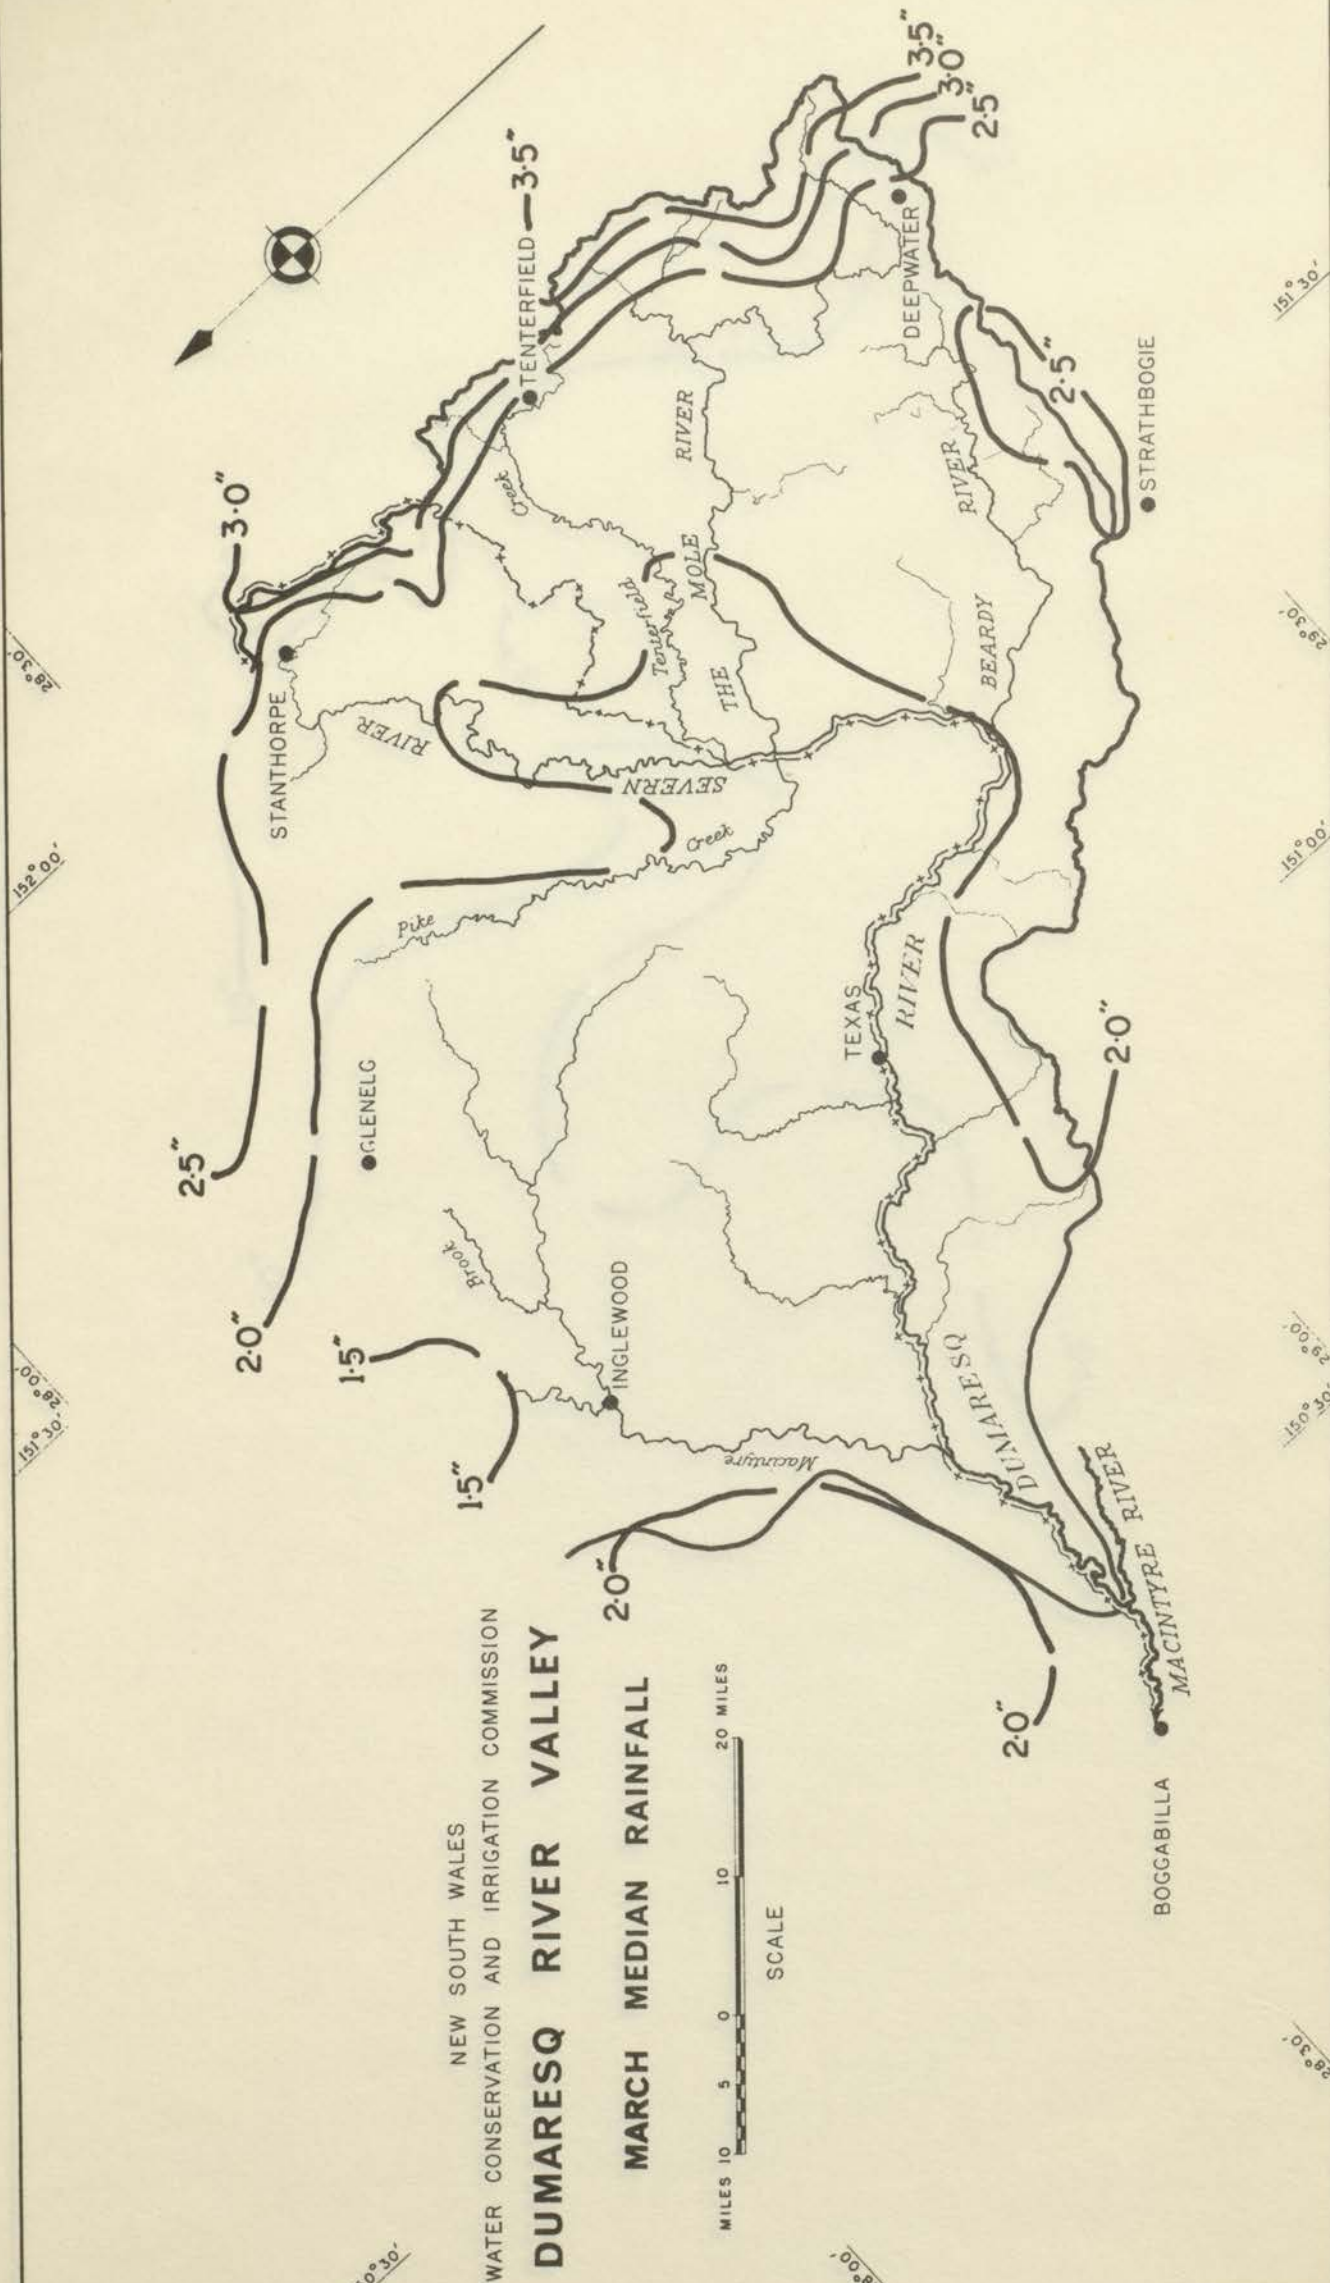 NEW SOUTH WALES
WATER CONSERVATION AND IRRIGATION COMMISSION
DUMARESQ RIVER VALLEY
MARCH MEDIAN RAINFALL
MILES 10 5 0 10 20 MILES
SCALE
28°00'
151°30'
152°00'
28°30'
2·5"
2·0"
1·5"
1·5"
2·0"
2·0"
3·0"
3·5"
3·5"
3·0"
2·5"
2·5"
2·0"
STANTHORPE
TENTERFIELD
GLENELG
INGLEWOOD
TEXAS
DEEPWATER
STRATHBOGIE
BOGGABILLA
Pike Creek
Brook
Macintyre
SEVERN RIVER
Tenterfield Creek
THE MOLE RIVER
BEARDY RIVER
DUMARESQ RIVER
MACINTYRE RIVER
28°30'
150°30'
29°00'
151°00'
29°30'
151°30'